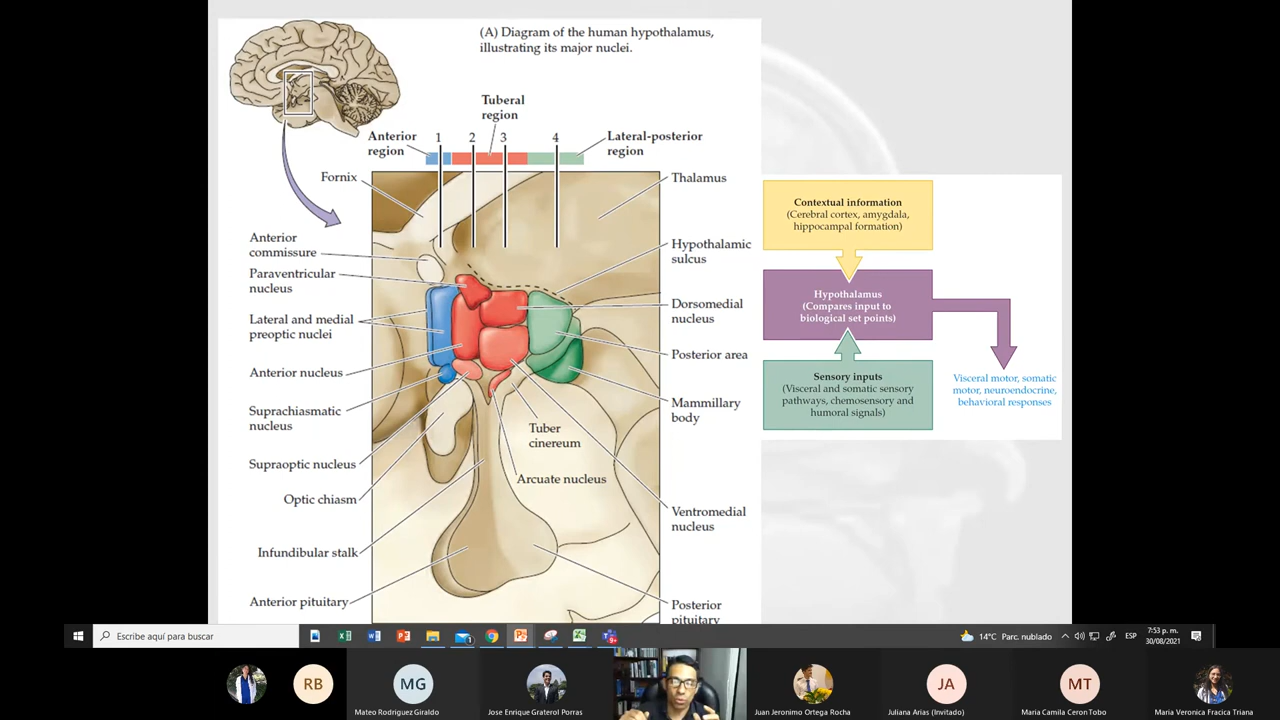 (A) Diagram of the human hypothalamus,
illustrating its major nuclei.
Tuberal
region
Anterior
region
1
2
3
4
Lateral-posterior
region
Fornix
Thalamus
Anterior
commissure
Hypothalamic
sulcus
Paraventricular
nucleus
Dorsomedial
nucleus
Lateral and medial
preoptic nuclei
Posterior area
Anterior nucleus
Mammillary
body
Suprachiasmatic
nucleus
Tuber
cinereum
Supraoptic nucleus
Arcuate nucleus
Optic chiasm
Ventromedial
nucleus
Infundibular stalk
Anterior pituitary
Posterior
pituitary
Contextual information
(Cerebral cortex, amygdala,
hippocampal formation)
Hypothalamus
(Compares input to
biological set points)
Sensory inputs
(Visceral and somatic sensory
pathways, chemosensory and
humoral signals)
Visceral motor, somatic
motor, neuroendocrine,
behavioral responses
Escribe aquí para buscar
14°C Parc. nublado
ESP
7:53 p. m.
30/08/2021
RB
MG
JA
MT
Mateo Rodriguez Giraldo
Jose Enrique Graterol Porras
Juan Jeronimo Ortega Rocha
Juliana Arias (Invitado)
Maria Camila Ceron Tobo
Maria Veronica Fracica Triana